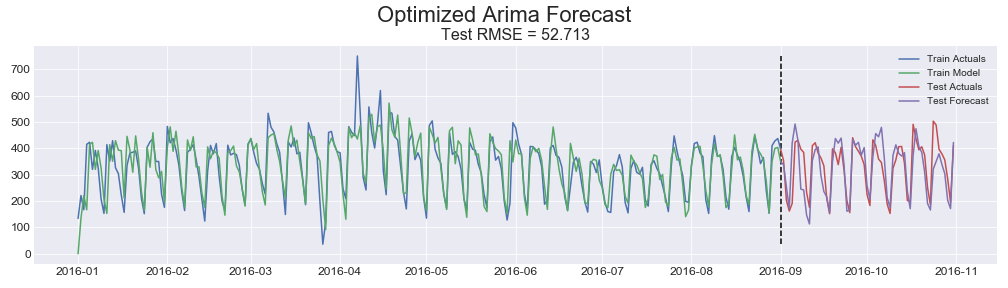 Optimized Arima Forecast
Test RMSE = 52.713
700
600
500
400
300
200
100
0
Train Actuals
Train Model
Test Actuals
Test Forecast
2016-01 2016-02 2016-03 2016-04 2016-05 2016-06 2016-07 2016-08 2016-09 2016-10 2016-11